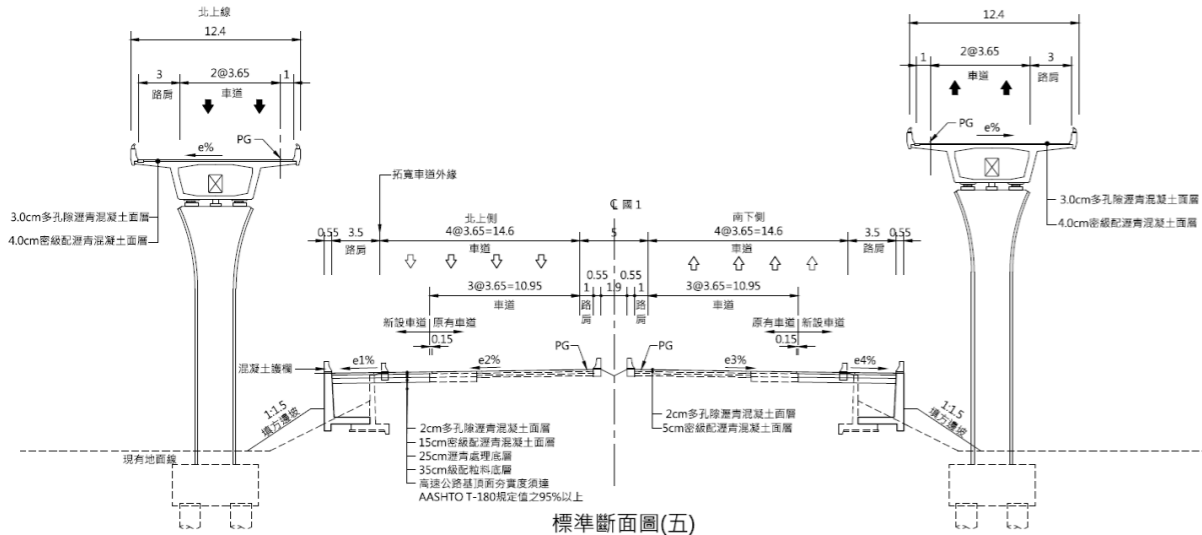 北上線
12.4
3
2@3.65
1
路肩
車道
PG
e%
3.0cm多孔隙瀝青混凝土面層
4.0cm密級配瀝青混凝土面層
12.4
1
2@3.65
3
車道
路肩
PG
e%
3.0cm多孔隙瀝青混凝土面層
4.0cm密級配瀝青混凝土面層
拓寬車道外緣
℄ 國1
北上側
南下側
0.55
3.5
4@3.65=14.6
5
4@3.65=14.6
3.5
0.55
路肩
車道
車道
路肩
0.55
0.55
3@3.65=10.95
1
1.9
1
3@3.65=10.95
車道
路肩
路肩
車道
新設車道
原有車道
原有車道
新設車道
0.15
0.15
PG
PG
混凝土護欄
e1%
e2%
e3%
e4%
1:1.5
填方邊坡
1:1.5
填方邊坡
現有地面線
2cm多孔隙瀝青混凝土面層
15cm密級配瀝青混凝土面層
25cm瀝青處理底層
35cm級配粒料底層
高速公路基頂面夯實度須達
AASHTO T-180規定值之95%以上
2cm多孔隙瀝青混凝土面層
5cm密級配瀝青混凝土面層
標準斷面圖(五)